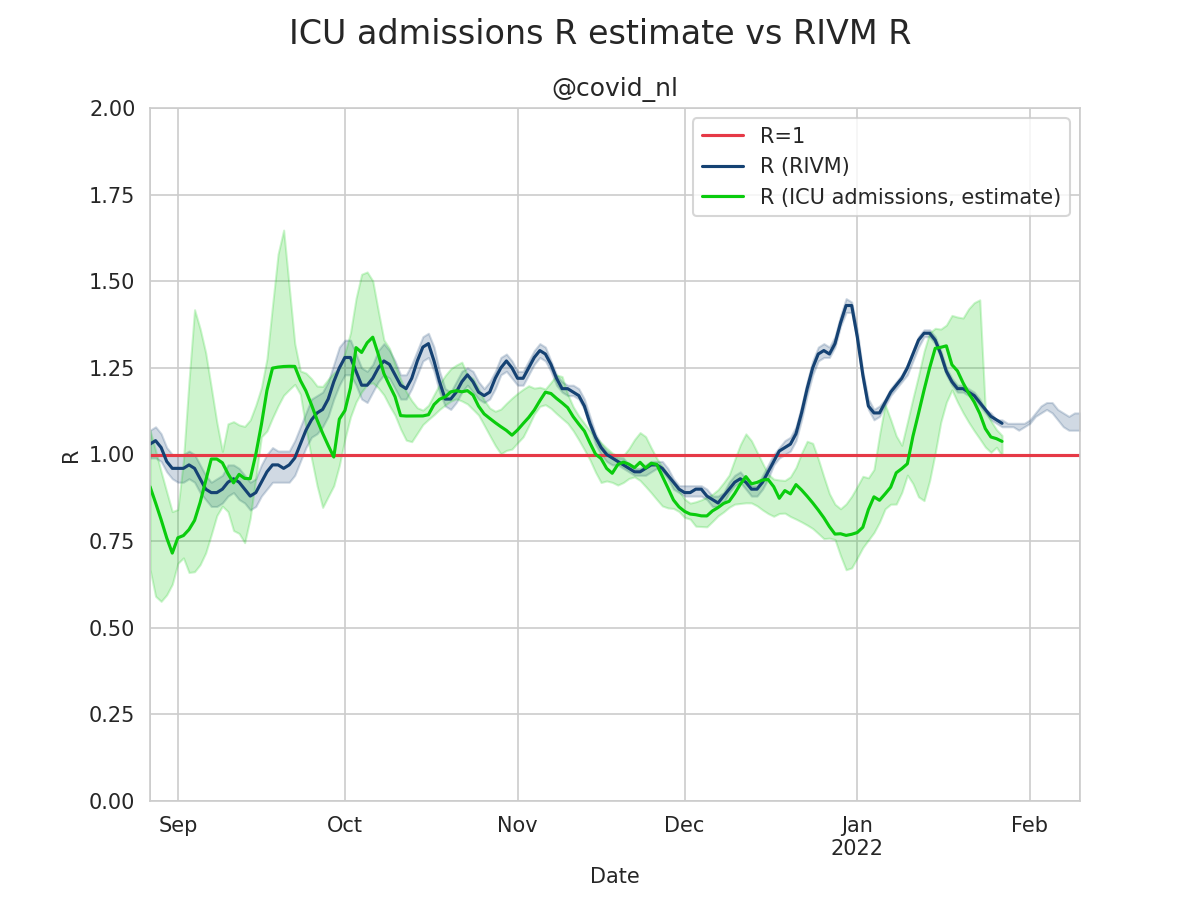 ICU admissions R estimate vs RIVM R
@covid_nl
R=1
R (RIVM)
R (ICU admissions, estimate)
2.00
1.75
1.50
1.25
1.00
0.75
0.50
0.25
0.00
R
Sep Oct Nov Dec Jan Feb
2022
Date